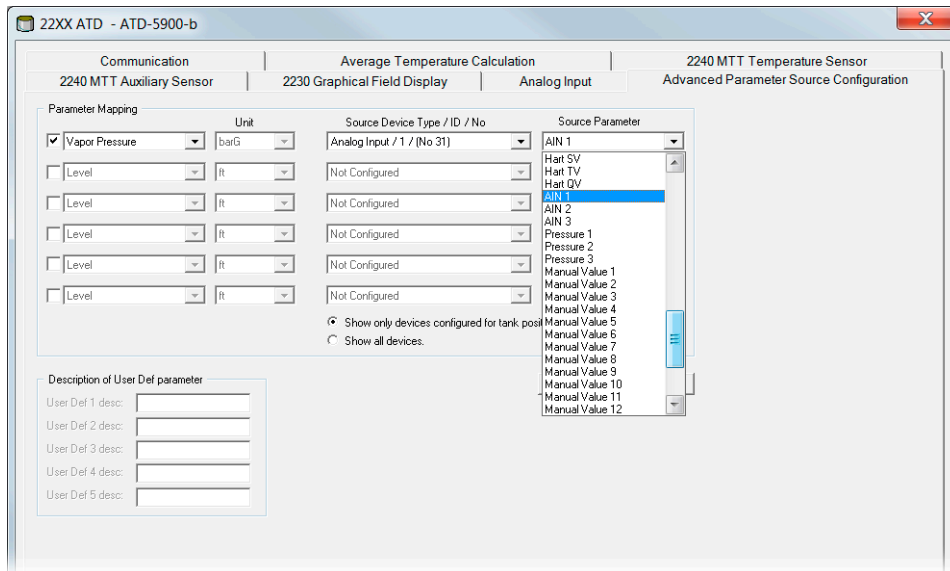 22XX ATD - ATD-5900-b
Communication
Average Temperature Calculation
2240 MTT Temperature Sensor
2240 MTT Auxiliary Sensor
2230 Graphical Field Display
Analog Input
Advanced Parameter Source Configuration
Parameter Mapping
Unit
Source Device Type / ID / No
Source Parameter
Vapor Pressure
barG
Analog Input / 1 / (No 31)
AIN 1
Level
ft
Not Configured
Level
ft
Not Configured
Level
ft
Not Configured
Level
ft
Not Configured
Level
ft
Not Configured
Hart SV
Hart TV
Hart QV
AIN 1
AIN 2
AIN 3
Pressure 1
Pressure 2
Pressure 3
Manual Value 1
Manual Value 2
Manual Value 3
Manual Value 4
Manual Value 5
Manual Value 6
Manual Value 7
Manual Value 8
Manual Value 9
Manual Value 10
Manual Value 11
Manual Value 12
Show only devices configured for tank posit
Show all devices.
Description of User Def parameter
User Def 1 desc:
User Def 2 desc:
User Def 3 desc:
User Def 4 desc:
User Def 5 desc: